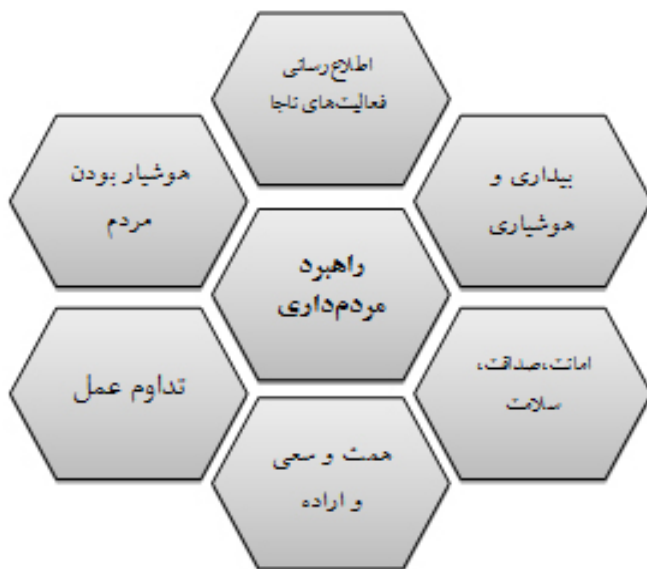 اطلاع‌رسانی
فعالیت‌های ناجا
بیداری و
هوشیاری
امانت،صداقت،
سلامت
همت و سعی
و اراده
تداوم عمل
هوشیار بودن
مردم
راهبرد
مردم‌داری